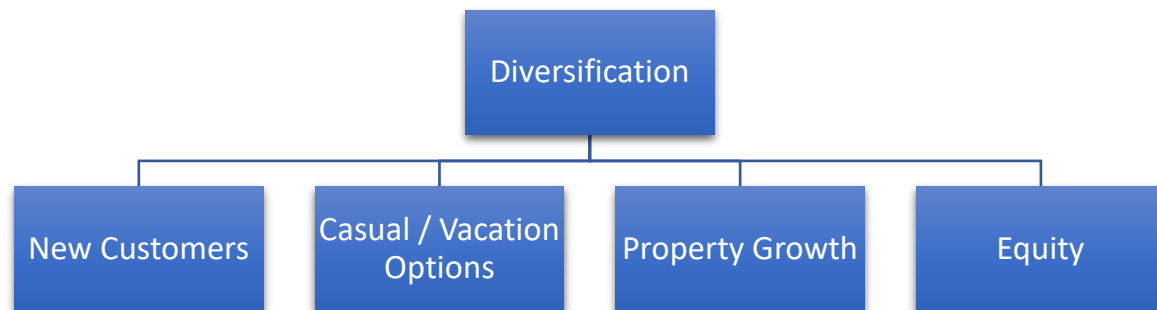 Diversification
New Customers
Casual / Vacation
Options
Property Growth
Equity